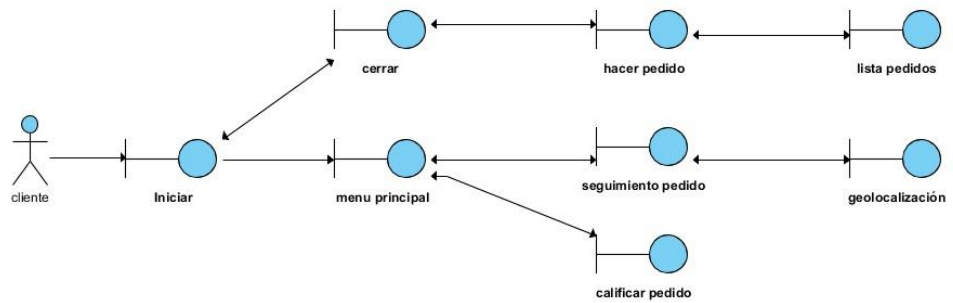 cerrar
hacer pedido
lista pedidos
cliente
Iniciar
menu principal
seguimiento pedido
geolocalización
calificar pedido